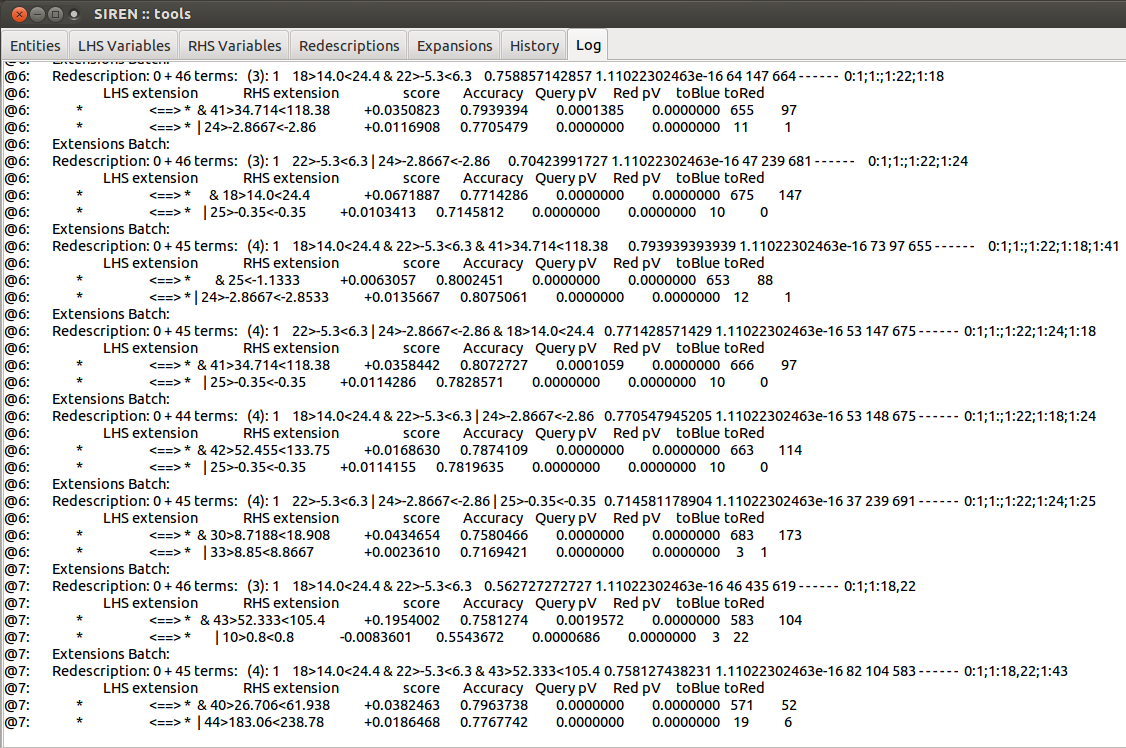 SIREN :: tools
Entities LHS Variables RHS Variables Redescriptions Expansions History Log
@6: Extensions Batch:
@6: Redescription: 0 + 46 terms: (3): 1 18>14.0<24.4 & 22>-5.3<6.3 0.758857142857 1.11022302463e-16 64 147 664 - - - - - - 0:1;1:;1:22;1:18
@6: LHS extension RHS extension score Accuracy Query pV Red pV toBlue toRed
@6: * <==> * & 41>34.714<118.38 +0.0350823 0.7939394 0.0001385 0.0000000 655 97
@6: * <==> * | 24>-2.8667<-2.86 +0.0116908 0.7705479 0.0000000 0.0000000 11 1
@6: Extensions Batch:
@6: Redescription: 0 + 46 terms: (3): 1 22>-5.3<6.3 | 24>-2.8667<-2.86 0.70423991727 1.11022302463e-16 47 239 681 - - - - - - 0:1;1:;1:22;1:24
@6: LHS extension RHS extension score Accuracy Query pV Red pV toBlue toRed
@6: * <==> * & 18>14.0<24.4 +0.0671887 0.7714286 0.0000000 0.0000000 675 147
@6: * <==> * | 25>-0.35<-0.35 +0.0103413 0.7145812 0.0000000 0.0000000 10 0
@6: Extensions Batch:
@6: Redescription: 0 + 45 terms: (4): 1 18>14.0<24.4 & 22>-5.3<6.3 & 41>34.714<118.38 0.793939393939 1.11022302463e-16 73 97 655 - - - - - - 0:1;1:;1:22;1:18;1:41
@6: LHS extension RHS extension score Accuracy Query pV Red pV toBlue toRed
@6: * <==> * & 25<-1.1333 +0.0063057 0.8002451 0.0000000 0.0000000 653 88
@6: * <==> * | 24>-2.8667<-2.8533 +0.0135667 0.8075061 0.0000000 0.0000000 12 1
@6: Extensions Batch:
@6: Redescription: 0 + 45 terms: (4): 1 22>-5.3<6.3 | 24>-2.8667<-2.86 & 18>14.0<24.4 0.771428571429 1.11022302463e-16 53 147 675 - - - - - - 0:1;1:;1:22;1:24;1:18
@6: LHS extension RHS extension score Accuracy Query pV Red pV toBlue toRed
@6: * <==> * & 41>34.714<118.38 +0.0358442 0.8072727 0.0001059 0.0000000 666 97
@6: * <==> * | 25>-0.35<-0.35 +0.0114286 0.7828571 0.0000000 0.0000000 10 0
@6: Extensions Batch:
@6: Redescription: 0 + 44 terms: (4): 1 18>14.0<24.4 & 22>-5.3<6.3 | 24>-2.8667<-2.86 0.770547945205 1.11022302463e-16 53 148 675 - - - - - - 0:1;1:;1:22;1:18;1:24
@6: LHS extension RHS extension score Accuracy Query pV Red pV toBlue toRed
@6: * <==> * & 42>52.455<133.75 +0.0168630 0.7874109 0.0000000 0.0000000 663 114
@6: * <==> * | 25>-0.35<-0.35 +0.0114155 0.7819635 0.0000000 0.0000000 10 0
@6: Extensions Batch:
@6: Redescription: 0 + 45 terms: (4): 1 22>-5.3<6.3 | 24>-2.8667<-2.86 | 25>-0.35<-0.35 0.714581178904 1.11022302463e-16 37 239 691 - - - - - - 0:1;1:;1:22;1:24;1:25
@6: LHS extension RHS extension score Accuracy Query pV Red pV toBlue toRed
@6: * <==> * & 30>8.7188<18.908 +0.0434654 0.7580466 0.0000000 0.0000000 683 173
@6: * <==> * | 33>8.85<8.8667 +0.0023610 0.7169421 0.0000000 0.0000000 3 1
@7: Extensions Batch:
@7: Redescription: 0 + 46 terms: (3): 1 18>14.0<24.4 & 22>-5.3<6.3 0.562727272727 1.11022302463e-16 46 435 619 - - - - - - 0:1;1:18,22
@7: LHS extension RHS extension score Accuracy Query pV Red pV toBlue toRed
@7: * <==> * & 43>52.333<105.4 +0.1954002 0.7581274 0.0019572 0.0000000 583 104
@7: * <==> * | 10>0.8<0.8 -0.0083601 0.5543672 0.0000686 0.0000000 3 22
@7: Extensions Batch:
@7: Redescription: 0 + 45 terms: (4): 1 18>14.0<24.4 & 22>-5.3<6.3 & 43>52.333<105.4 0.758127438231 1.11022302463e-16 82 104 583 - - - - - - 0:1;1:18,22;1:43
@7: LHS extension RHS extension score Accuracy Query pV Red pV toBlue toRed
@7: * <==> * & 40>26.706<61.938 +0.0382463 0.7963738 0.0000000 0.0000000 571 52
@7: * <==> * | 44>183.06<238.78 +0.0186468 0.7767742 0.0000000 0.0000000 19 6